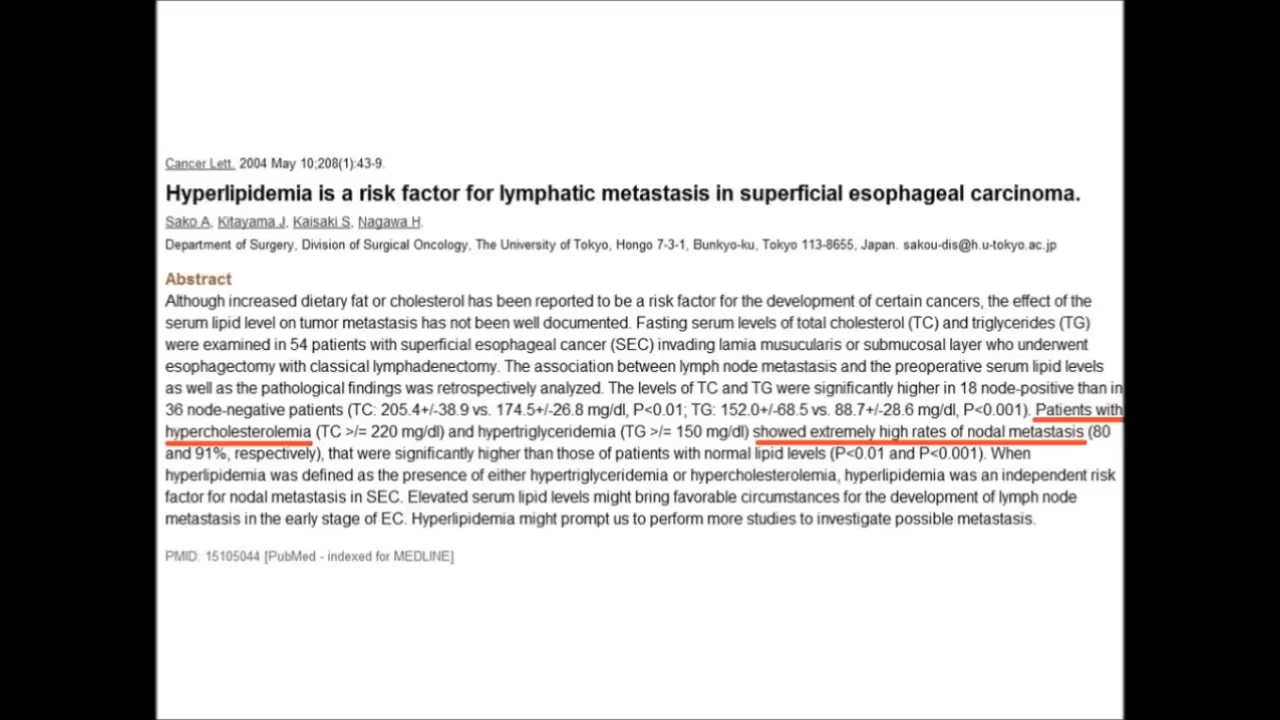 Cancer Lett. 2004 May 10;208(1):43-9.
Hyperlipidemia is a risk factor for lymphatic metastasis in superficial esophageal carcinoma.
Sako A, Kitayama J, Kaisaki S, Nagawa H.
Department of Surgery, Division of Surgical Oncology, The University of Tokyo, Hongo 7-3-1, Bunkyo-ku, Tokyo 113-8655, Japan. sakou-dis@h.u-tokyo.ac.jp
Abstract
Although increased dietary fat or cholesterol has been reported to be a risk factor for the development of certain cancers, the effect of the
serum lipid level on tumor metastasis has not been well documented. Fasting serum levels of total cholesterol (TC) and triglycerides (TG)
were examined in 54 patients with superficial esophageal cancer (SEC) invading lamia musucularis or submucosal layer who underwent
esophagectomy with classical lymphadenectomy. The association between lymph node metastasis and the preoperative serum lipid levels
as well as the pathological findings was retrospectively analyzed. The levels of TC and TG were significantly higher in 18 node-positive than in
36 node-negative patients (TC: 205.4+/-38.9 vs. 174.5+/-26.8 mg/dl, P<0.01; TG: 152.0+/-68.5 vs. 88.7+/-28.6 mg/dl, P<0.001). Patients with
hypercholesterolemia (TC >/= 220 mg/dl) and hypertriglyceridemia (TG >/= 150 mg/dl) showed extremely high rates of nodal metastasis (80
and 91%, respectively), that were significantly higher than those of patients with normal lipid levels (P<0.01 and P<0.001). When
hyperlipidemia was defined as the presence of either hypertriglyceridemia or hypercholesterolemia, hyperlipidemia was an independent risk
factor for nodal metastasis in SEC. Elevated serum lipid levels might bring favorable circumstances for the development of lymph node
metastasis in the early stage of EC. Hyperlipidemia might prompt us to perform more studies to investigate possible metastasis.
PMID: 15105044 [PubMed - indexed for MEDLINE]